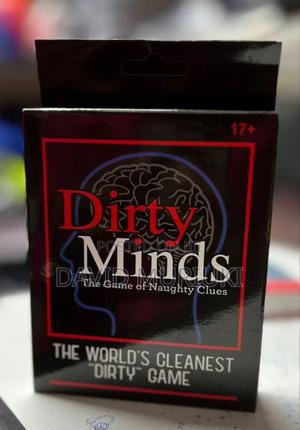 17+
Dirty
Minds
The Game of Naughty Clues
THE WORLD'S CLEANEST
"DIRTY" GAME